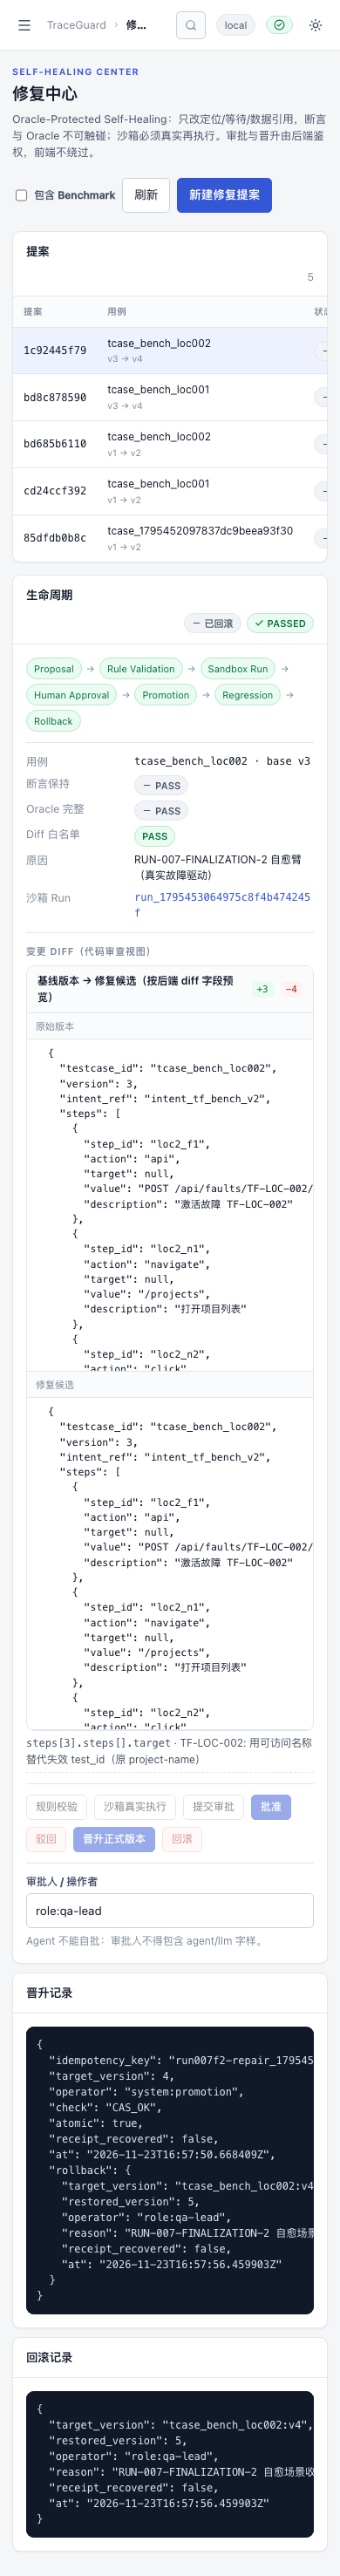 TraceGuard › 修...
local
SELF-HEALING CENTER
修复中心
Oracle-Protected Self-Healing：只改定位/等待/数据引用，断言
与 Oracle 不可触碰；沙箱必须真实再执行。审批与晋升由后端鉴
权，前端不绕过。
包含 Benchmark
刷新
新建修复提案
提案
5
提案 用例
1c92445f79 tcase_bench_loc002
v3 → v4
bd8c878590 tcase_bench_loc001
v3 → v4
bd685b6110 tcase_bench_loc002
v1 → v2
cd24ccf392 tcase_bench_loc001
v1 → v2
85dfdb0b8c tcase_1795452097837dc9beea93f30
v1 → v2
生命周期
已回滚 PASSED
Proposal → Rule Validation → Sandbox Run →
Human Approval → Promotion → Regression →
Rollback
用例 tcase_bench_loc002 · base v3
断言保持 — PASS
Oracle 完整 — PASS
Diff 白名单 PASS
原因 RUN-007-FINALIZATION-2 自愈臂
（真实故障驱动）
沙箱 Run run_1795453064975c8f4b474245
f
变更 DIFF（代码审查视图）
基线版本 → 修复候选（按后端 diff 字段预
览） +3 −4
原始版本
{
"testcase_id": "tcase_bench_loc002",
"version": 3,
"intent_ref": "intent_tf_bench_v2",
"steps": [
{
"step_id": "loc2_f1",
"action": "api",
"target": null,
"value": "POST /api/faults/TF-LOC-002/
"description": "激活故障 TF-LOC-002"
},
{
"step_id": "loc2_n1",
"action": "navigate",
"target": null,
"value": "/projects",
"description": "打开项目列表"
},
{
"step_id": "loc2_n2",
"action": "click"
修复候选
{
"testcase_id": "tcase_bench_loc002",
"version": 3,
"intent_ref": "intent_tf_bench_v2",
"steps": [
{
"step_id": "loc2_f1",
"action": "api",
"target": null,
"value": "POST /api/faults/TF-LOC-002/
"description": "激活故障 TF-LOC-002"
},
{
"step_id": "loc2_n1",
"action": "navigate",
"target": null,
"value": "/projects",
"description": "打开项目列表"
},
{
"step_id": "loc2_n2",
"action": "click"
steps[3].steps[].target · TF-LOC-002: 用可访问名称
替代失效 test_id（原 project-name）
规则校验 沙箱真实执行 提交审批 批准
驳回 晋升正式版本 回滚
审批人 / 操作者
role:qa-lead
Agent 不能自批：审批人不得包含 agent/llm 字样。
晋升记录
{
"idempotency_key": "run007f2-repair_179545
"target_version": 4,
"operator": "system:promotion",
"check": "CAS_OK",
"atomic": true,
"receipt_recovered": false,
"at": "2026-11-23T16:57:50.668409Z",
"rollback": {
"target_version": "tcase_bench_loc002:v4
"restored_version": 5,
"operator": "role:qa-lead",
"reason": "RUN-007-FINALIZATION-2 自愈场景
"receipt_recovered": false,
"at": "2026-11-23T16:57:56.459903Z"
}
}
回滚记录
{
"target_version": "tcase_bench_loc002:v4",
"restored_version": 5,
"operator": "role:qa-lead",
"reason": "RUN-007-FINALIZATION-2 自愈场景收
"receipt_recovered": false,
"at": "2026-11-23T16:57:56.459903Z"
}